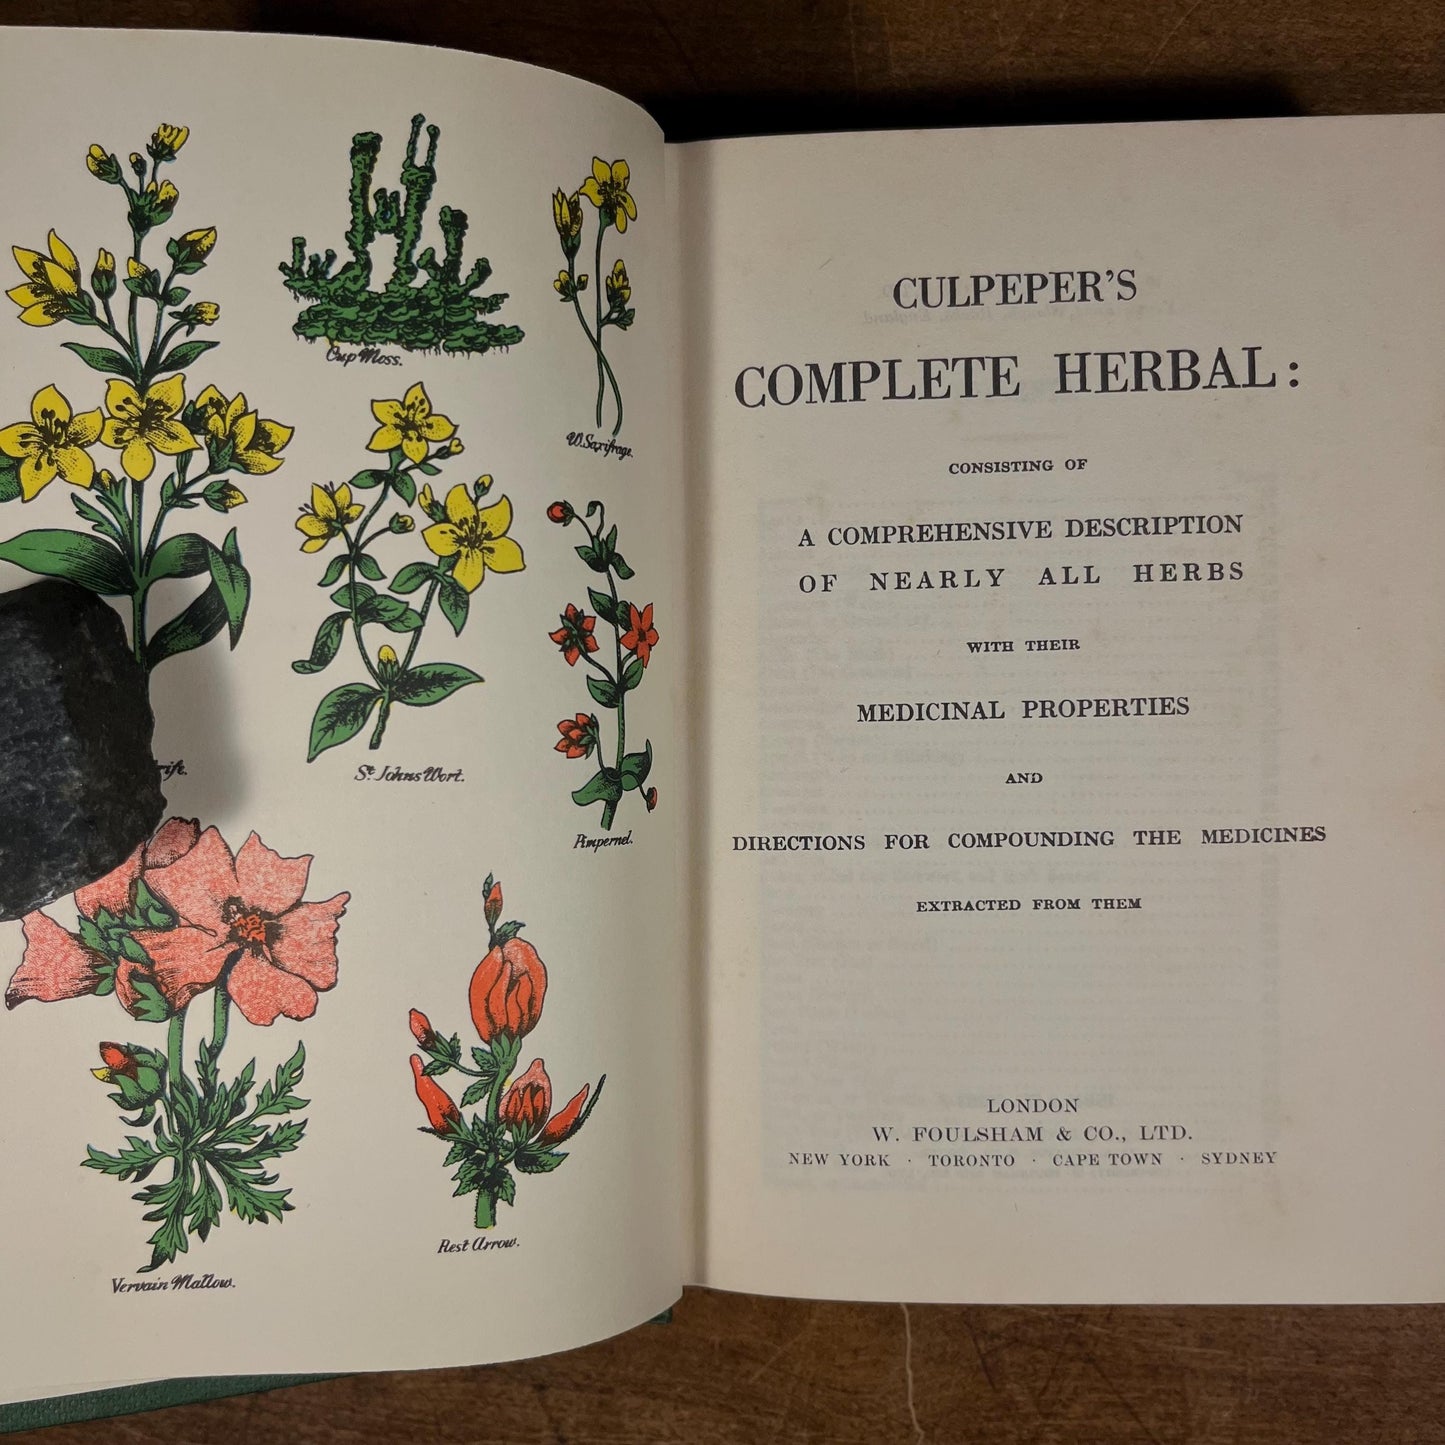 Cup Moss.
W. Saxifrage.
St. Johns Wort.
Pimpernel.
Vervain Mallow.
Rest Arrow.
CULPEPER'S
COMPLETE HERBAL:
CONSISTING OF
A COMPREHENSIVE DESCRIPTION
OF NEARLY ALL HERBS
WITH THEIR
MEDICINAL PROPERTIES
AND
DIRECTIONS FOR COMPOUNDING THE MEDICINES
EXTRACTED FROM THEM
LONDON
W. FOULSHAM & CO., LTD.
NEW YORK · TORONTO · CAPE TOWN · SYDNEY